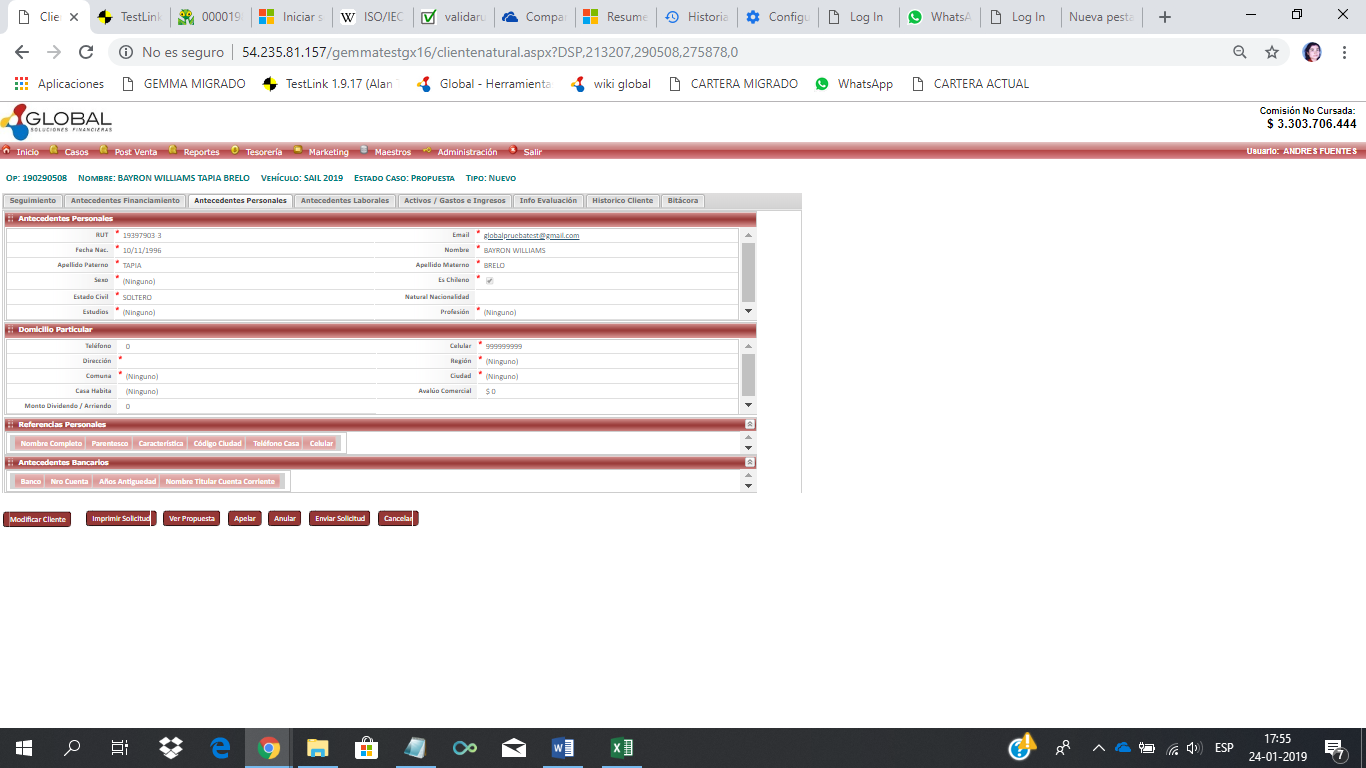 Clie
TestLink
000019
Iniciar s
ISO/IEC
validaru
Compar
Resume
Historia
Configu
Log In
WhatsA
Log In
Nueva pesta
No es seguro | 54.235.81.157/gemmatestgx16/clientenatural.aspx?DSP,213207,290508,275878,0
Aplicaciones GEMMA MIGRADO TestLink 1.9.17 (Alan Global - Herramienta wiki global CARTERA MIGRADO WhatsApp CARTERA ACTUAL
GLOBAL
SOLUCIONES FINANCIERAS
Comisión No Cursada:
$ 3.303.706.444
Inicio Casos Post Venta Reportes Tesorería Marketing Maestros Administración Salir Usuario: ANDRES FUENTES
OP: 190290508 NOMBRE: BAYRON WILLIAMS TAPIA BRELO VEHÍCULO: SAIL 2019 ESTADO CASO: PROPUESTA TIPO: NUEVO
Seguimiento Antecedentes Financiamiento Antecedentes Personales Antecedentes Laborales Activos / Gastos e Ingresos Info Evaluación Historico Cliente Bitácora
Antecedentes Personales
RUT * 19397903 3 Email * globalpruebatest@gmail.com
Fecha Nac. * 10/11/1996 Nombre * BAYRON WILLIAMS
Apellido Paterno * TAPIA Apellido Materno * BRELO
Sexo * (Ninguno) Es Chileno *
Estado Civil * SOLTERO Natural Nacionalidad
Estudios * (Ninguno) Profesión * (Ninguno)
Domicilio Particular
Teléfono 0 Celular * 999999999
Dirección * Región * (Ninguno)
Comuna * (Ninguno) Ciudad * (Ninguno)
Casa Habita (Ninguno) Avalúo Comercial $ 0
Monto Dividendo / Arriendo 0
Referencias Personales
Nombre Completo Parentesco Característica Código Ciudad Teléfono Casa Celular
Antecedentes Bancarios
Banco Nro Cuenta Años Antiguedad Nombre Titular Cuenta Corriente
Modificar Cliente Imprimir Solicitud Ver Propuesta Apelar Anular Enviar Solicitud Cancelar
ESP
17:55
24-01-2019
7